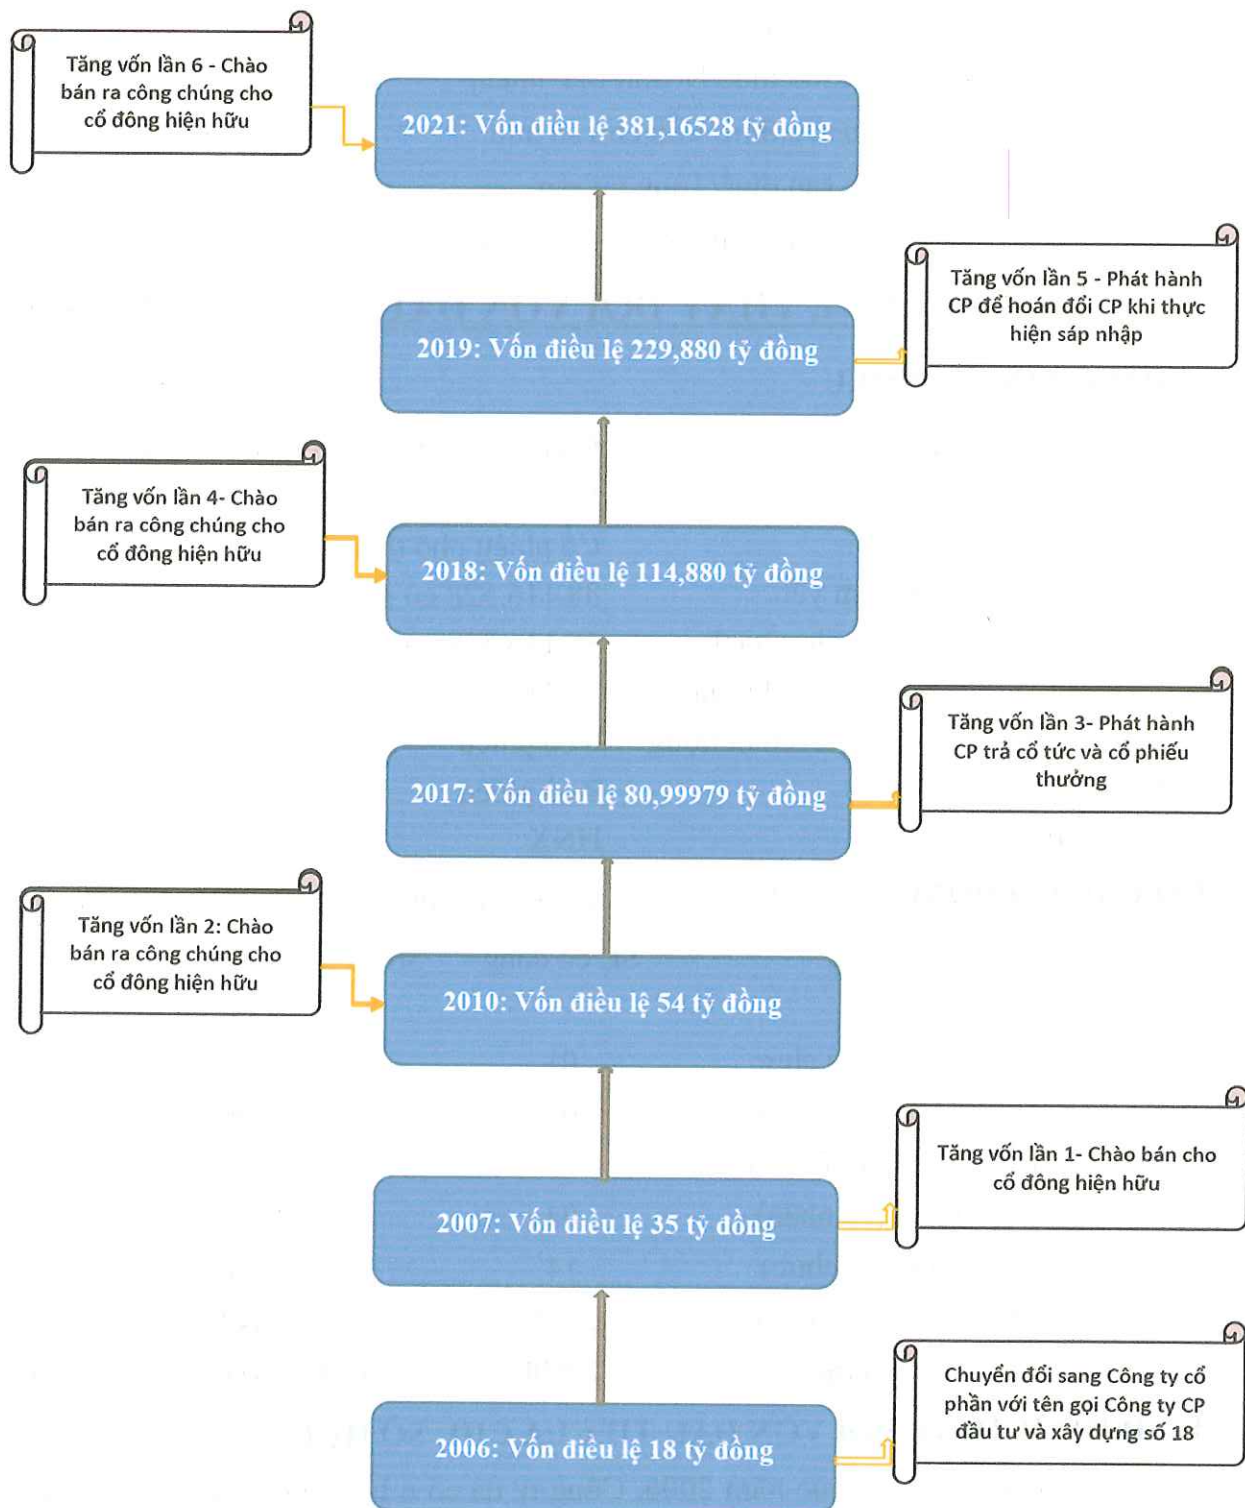 Tăng vốn lần 6 - Chào
bán ra công chúng cho
cổ đông hiện hữu
2021: Vốn điều lệ 381,16528 tỷ đồng
Tăng vốn lần 5 - Phát hành
CP để hoán đổi CP khi thực
hiện sáp nhập
2019: Vốn điều lệ 229,880 tỷ đồng
Tăng vốn lần 4- Chào
bán ra công chúng cho
cổ đông hiện hữu
2018: Vốn điều lệ 114,880 tỷ đồng
Tăng vốn lần 3- Phát hành
CP trả cổ tức và cổ phiếu
thưởng
2017: Vốn điều lệ 80,99979 tỷ đồng
Tăng vốn lần 2: Chào
bán ra công chúng cho
cổ đông hiện hữu
2010: Vốn điều lệ 54 tỷ đồng
Tăng vốn lần 1- Chào bán cho
cổ đông hiện hữu
2007: Vốn điều lệ 35 tỷ đồng
Chuyển đổi sang Công ty cổ
phần với tên gọi Công ty CP
đầu tư và xây dựng số 18
2006: Vốn điều lệ 18 tỷ đồng